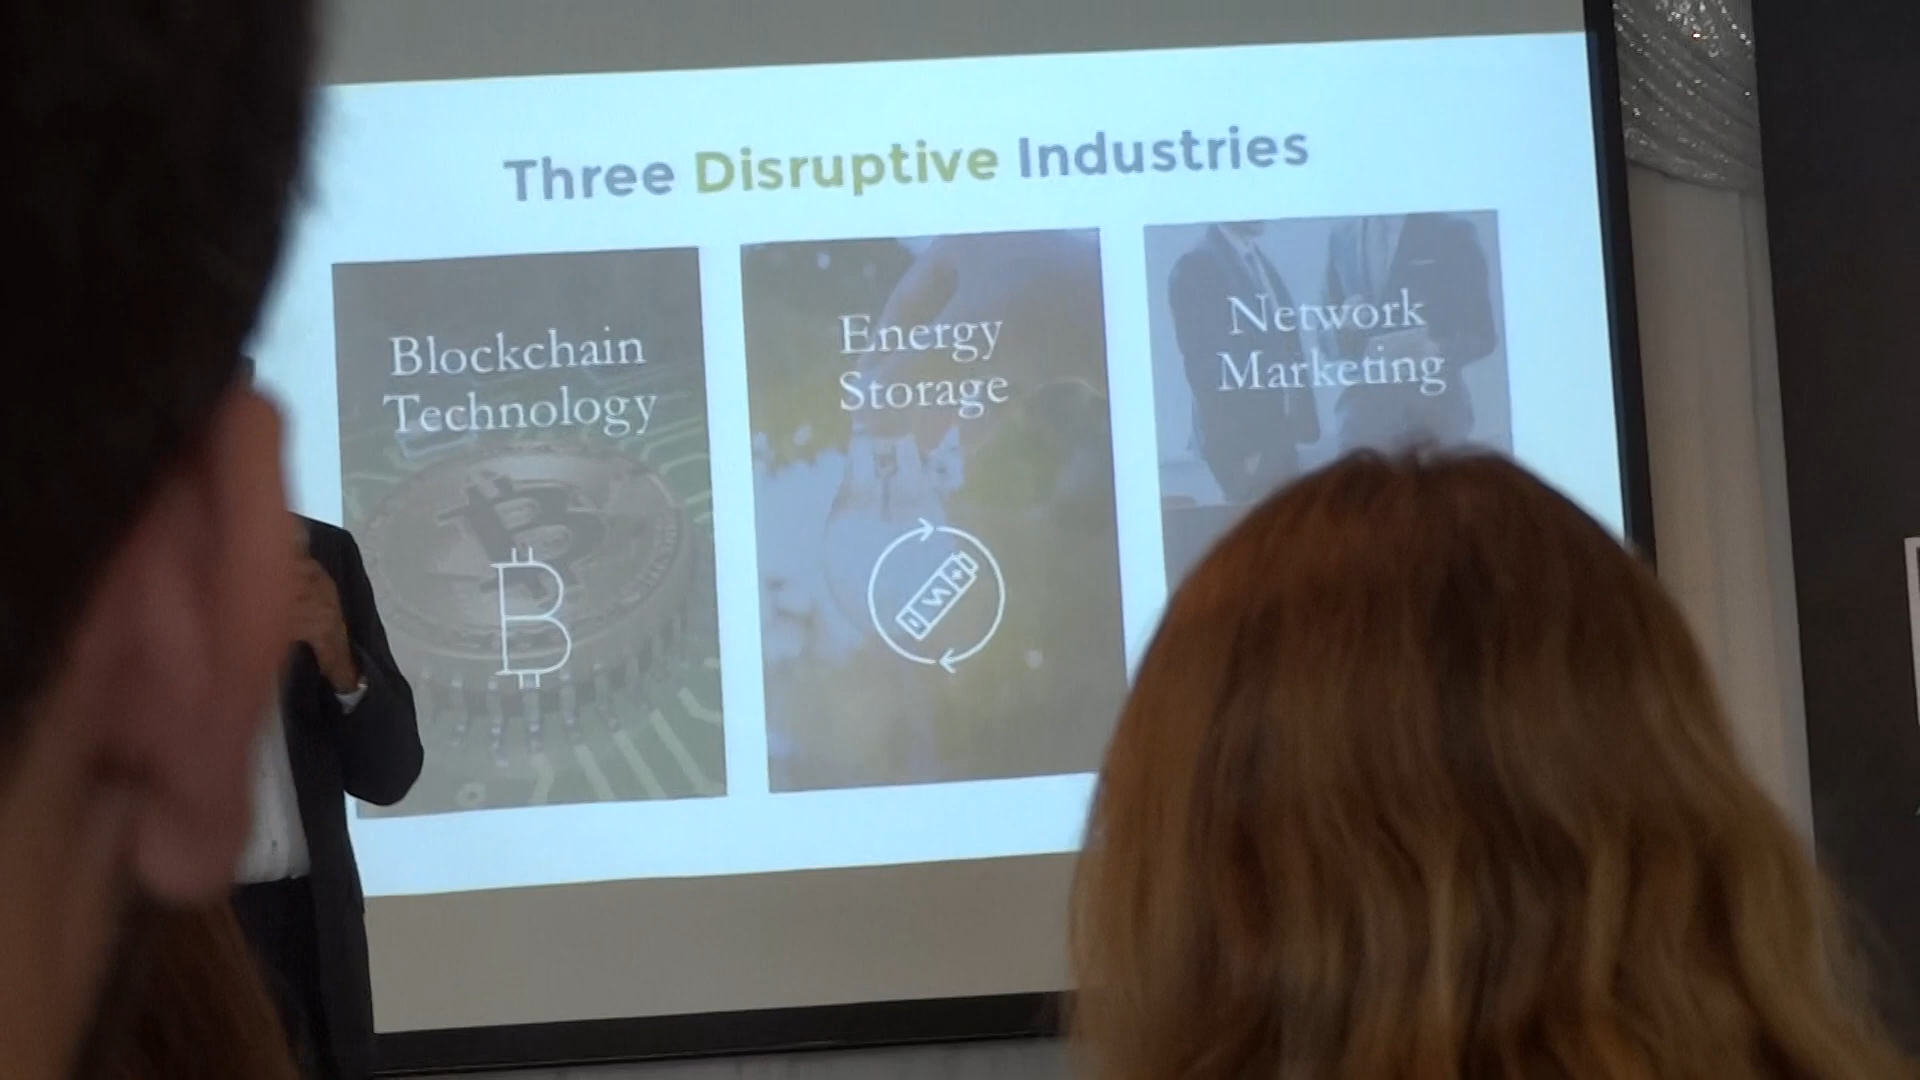 Three Disruptive Industries
Blockchain
Technology
Energy
Storage
Network
Marketing